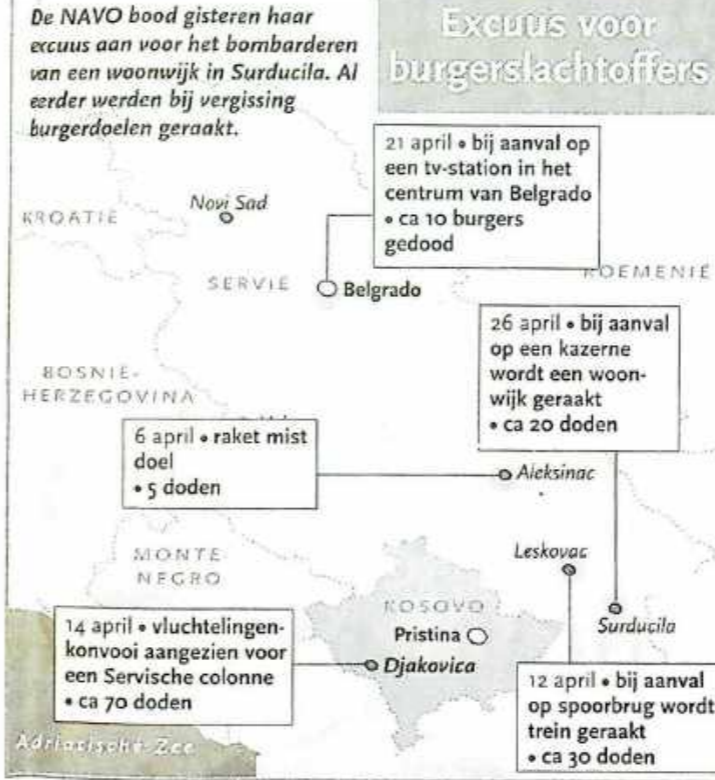 De NAVO bood gisteren haar
excuus aan voor het bombarderen
van een woonwijk in Surducila. Al
eerder werden bij vergissing
burgerdoelen geraakt.
Excuus voor
burgerslachtoffers
21 april • bij aanval op
een tv-station in het
centrum van Belgrado
• ca 10 burgers
gedood
Novi Sad
KROATIË
SERVIË
Belgrado
ROEMENIË
26 april • bij aanval
op een kazerne
wordt een woon-
wijk geraakt
• ca 20 doden
BOSNIË-
HERZEGOVINA
6 april • raket mist
doel
• 5 doden
Aleksinac
MONTE
NEGRO
Leskovac
KOSOVO
Pristina
Surducila
14 april • vluchtelingen-
konvooi aangezien voor
een Servische colonne
• ca 70 doden
Djakovica
12 april • bij aanval
op spoorbrug wordt
trein geraakt
• ca 30 doden
Adriatische Zee